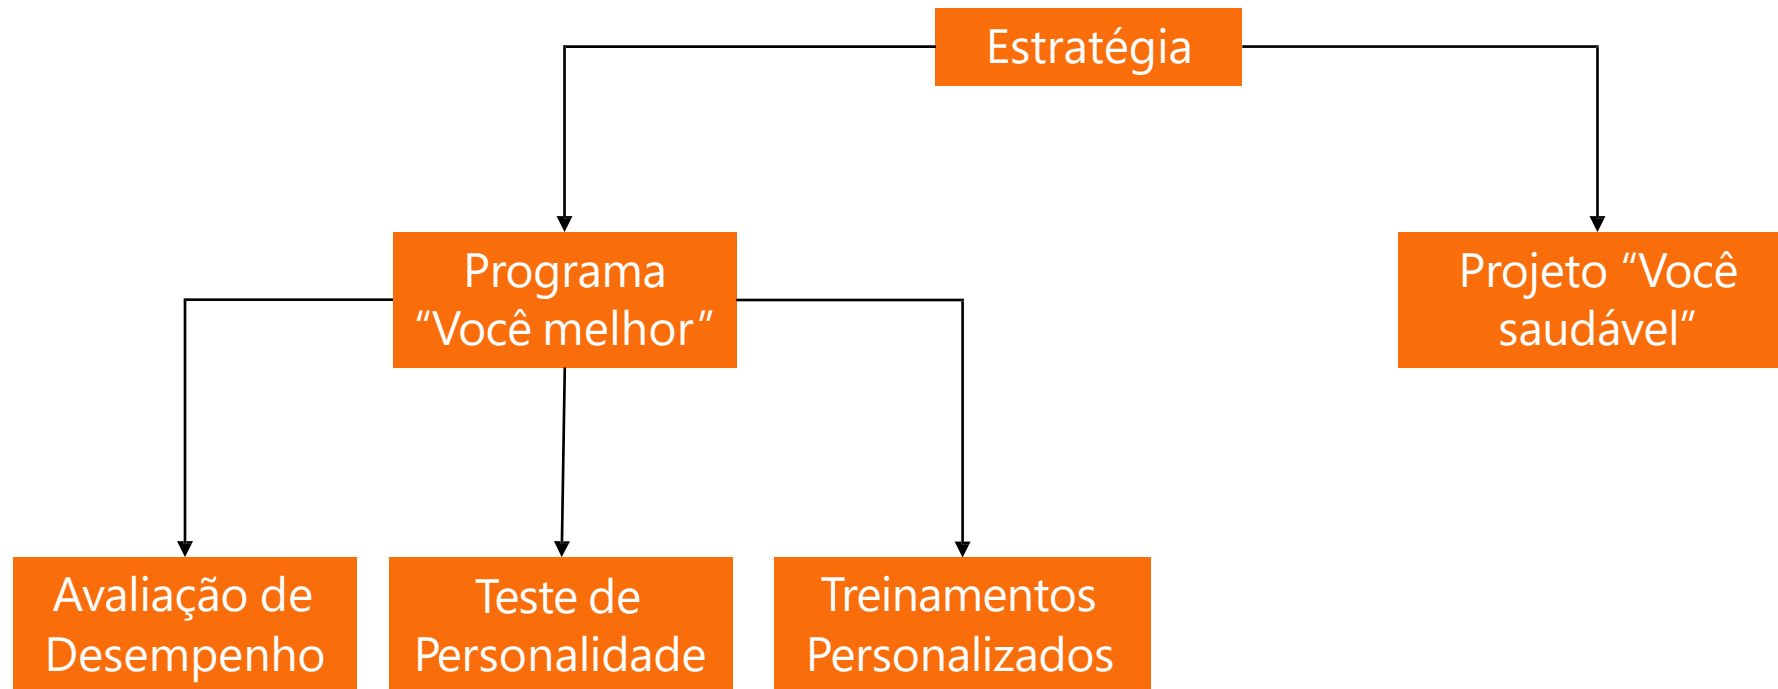 Estratégia
Programa
“Você melhor”
Projeto “Você
saudável”
Avaliação de
Desempenho
Teste de
Personalidade
Treinamentos
Personalizados